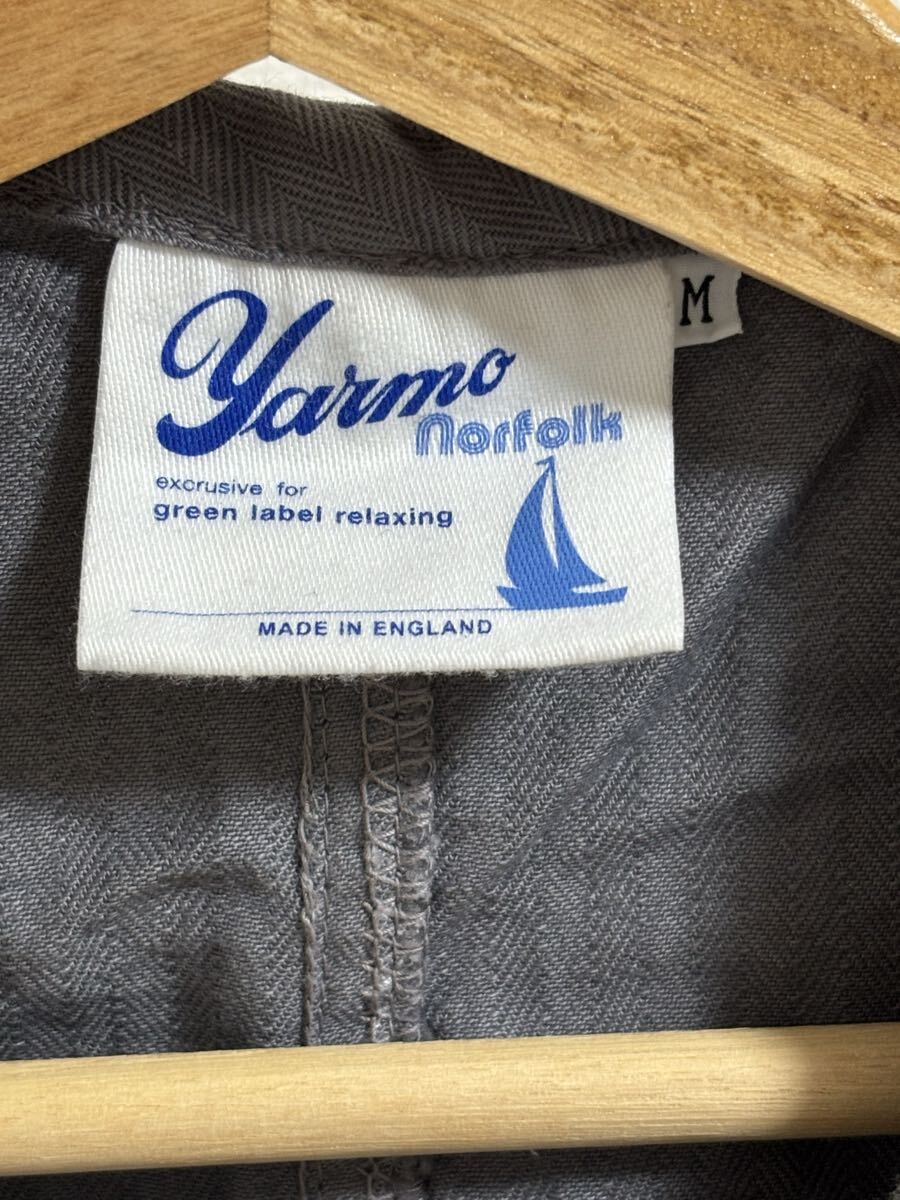 Yarmo
norfolk
M
excrusive for
green label relaxing
MADE IN ENGLAND